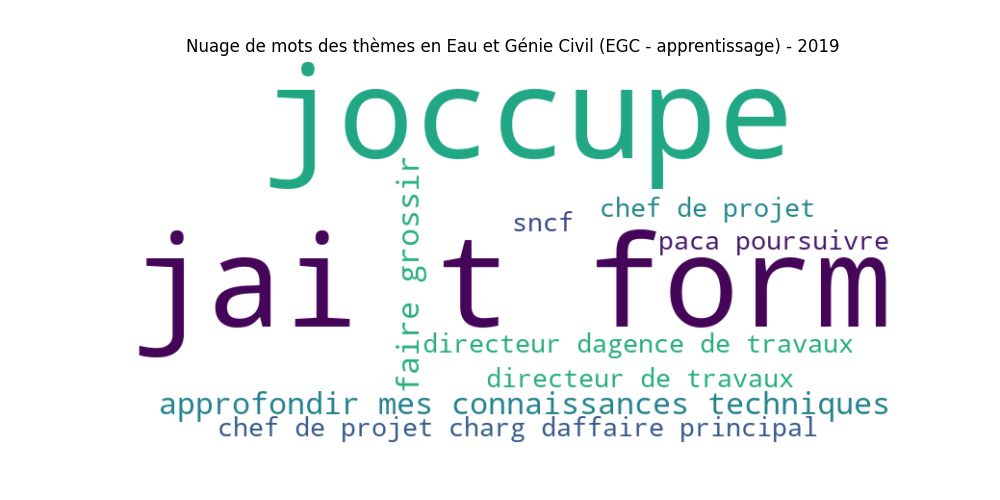 Nuage de mots des thèmes en Eau et Génie Civil (EGC - apprentissage) - 2019
joccupe
faire grossir
sncf
chef de projet
paca poursuivre
jai t form
directeur dagence de travaux
directeur de travaux
approfondir mes connaissances techniques
chef de projet charg daffaire principal